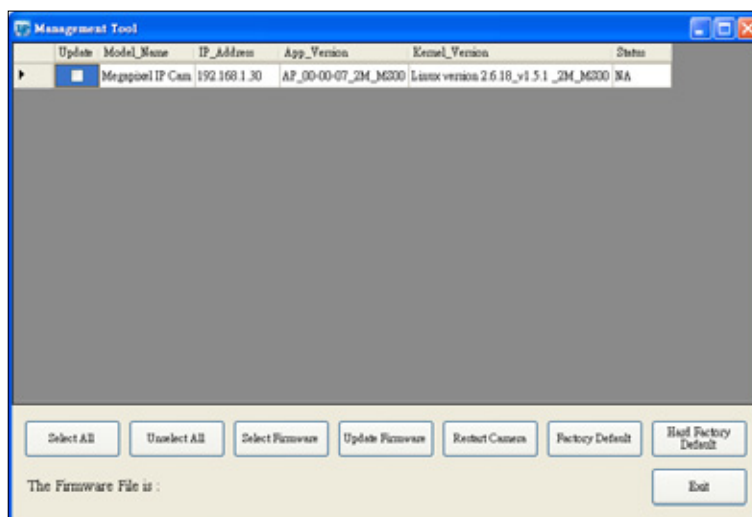 Management Tool
Update Model_Name IP_Address App_Version Kernel_Version Status
Megapixel IP Cam 192.168.1.30 AP_00-00-07_2M_M300 Linux version 2.6.18_v1.5.1 _2M_M300 NA
Select All Unselect All Select Firmware Update Firmware Restart Camera Factory Default Hard Factory Default
The Firmware File is :
Exit